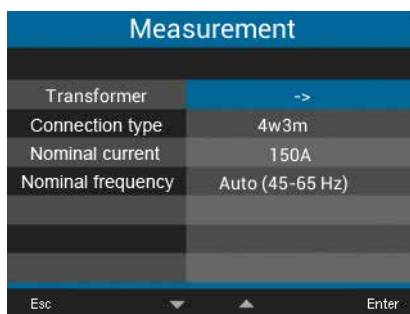 Measurement
Transformer ->
Connection type 4w3m
Nominal current 150A
Nominal frequency Auto (45-65 Hz)
Esc Enter